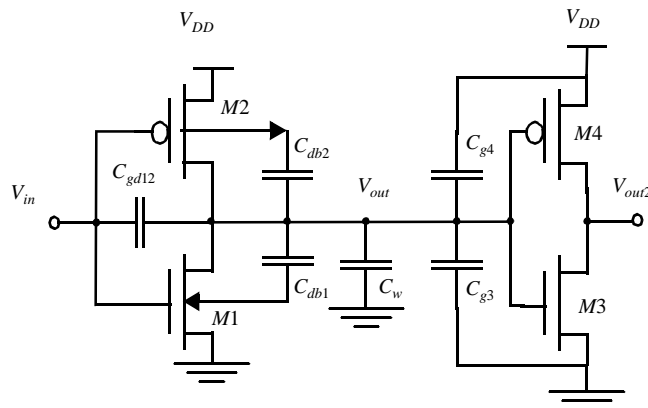 V_DD
V_DD
M2
M4
C_db2
C_g4
C_gd12
V_in
V_out
V_out2
C_db1
C_w
C_g3
M3
M1